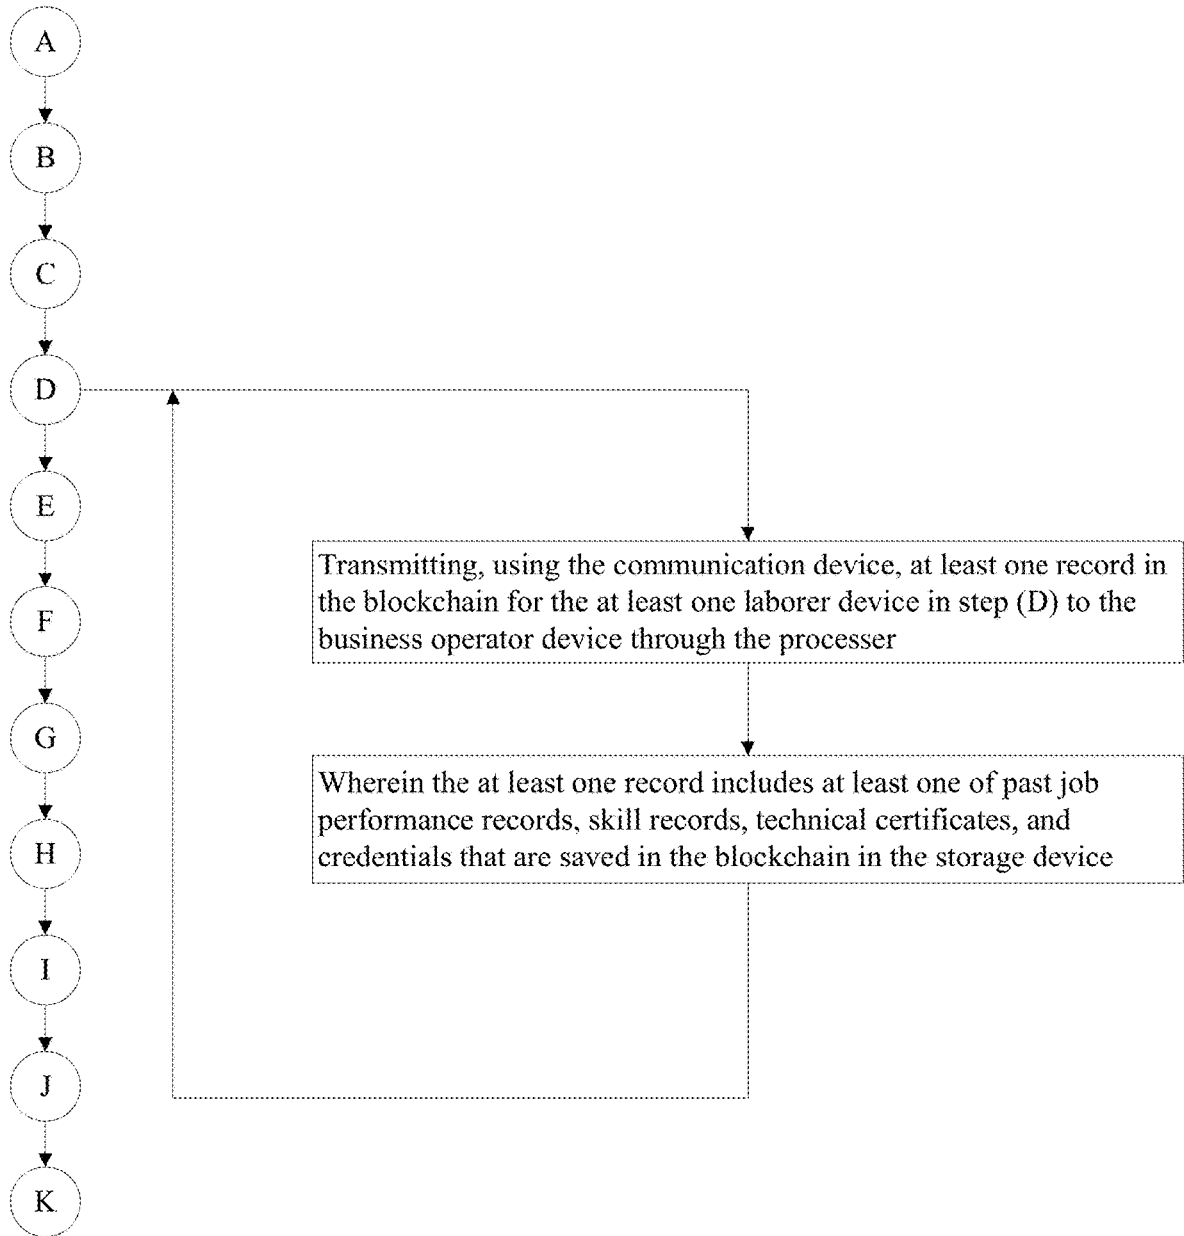 A
B
C
D
E
Transmitting, using the communication device, at least one record in
the blockchain for the at least one laborer device in step (D) to the
business operator device through the processer
F
G
Wherein the at least one record includes at least one of past job
performance records, skill records, technical certificates, and
credentials that are saved in the blockchain in the storage device
H
I
J
K